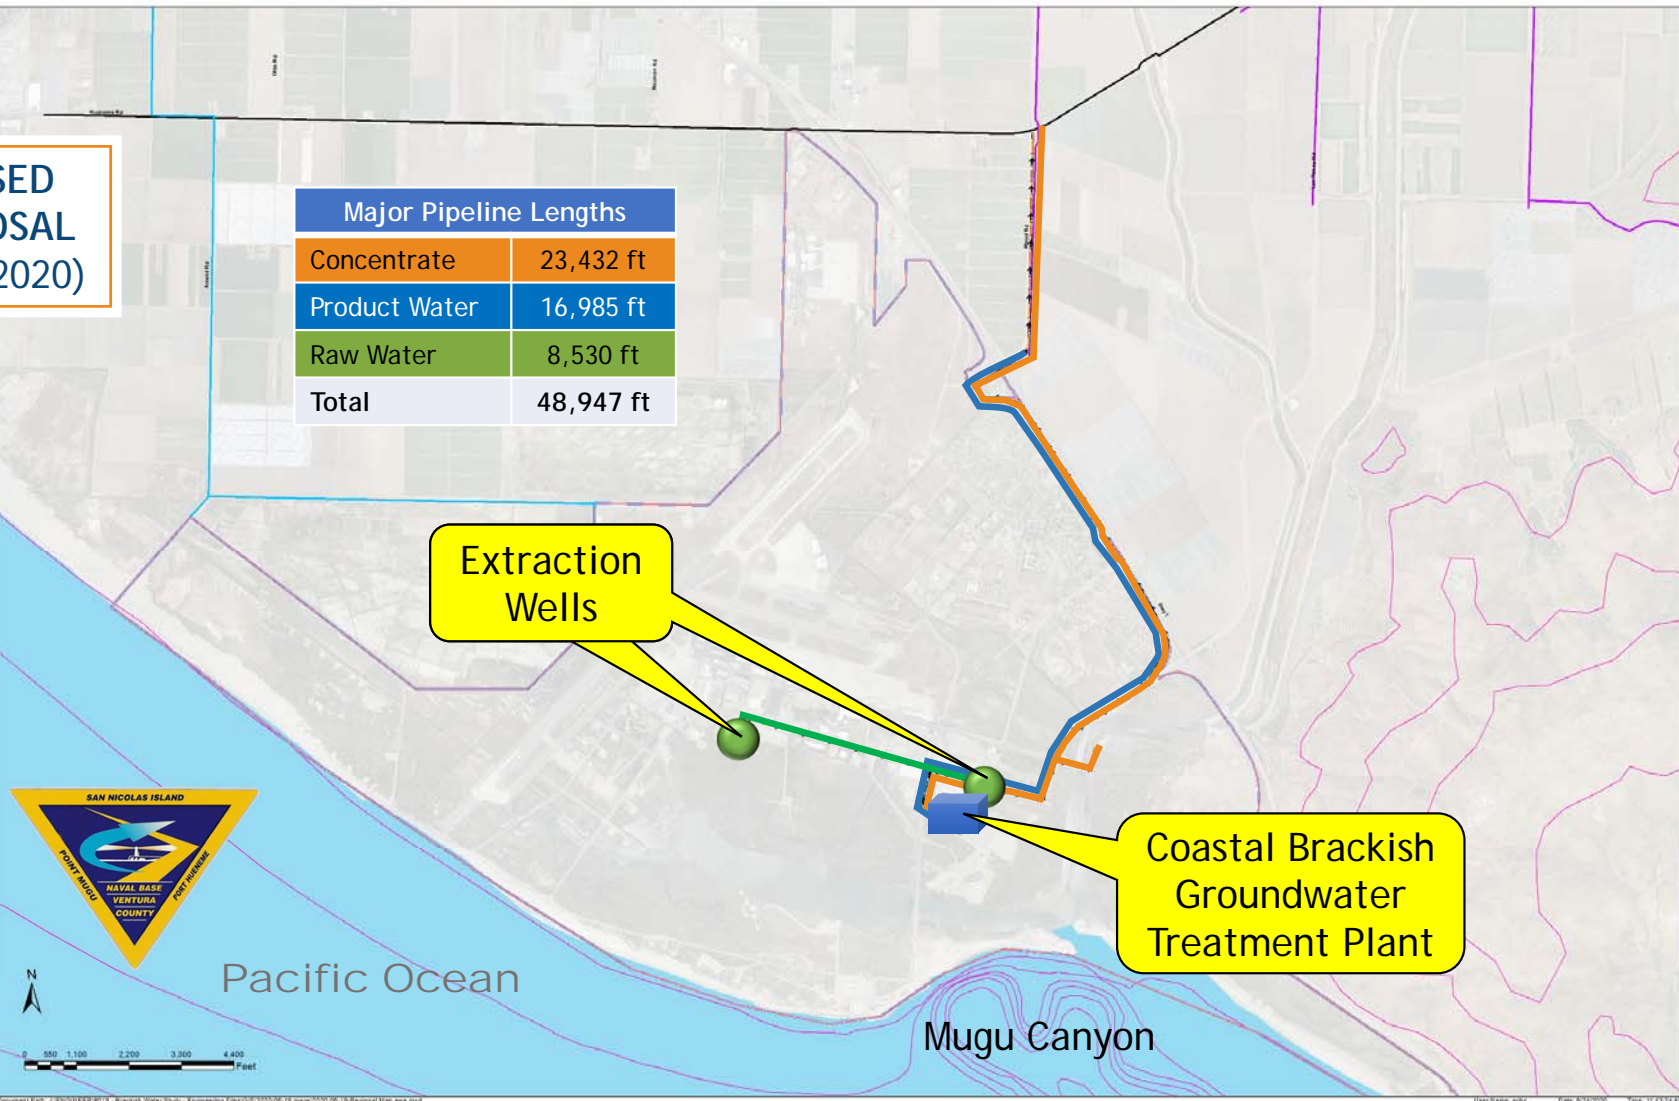 SED
OSAL
2020)
Major Pipeline Lengths
Concentrate 23,432 ft
Product Water 16,985 ft
Raw Water 8,530 ft
Total 48,947 ft
Extraction
Wells
Coastal Brackish
Groundwater
Treatment Plant
SAN NICOLAS ISLAND
POINT MUGU
PORT HUENEME
NAVAL BASE
VENTURA
COUNTY
Pacific Ocean
Mugu Canyon
N
0 550 1,100 2,200 3,300 4,400
Feet